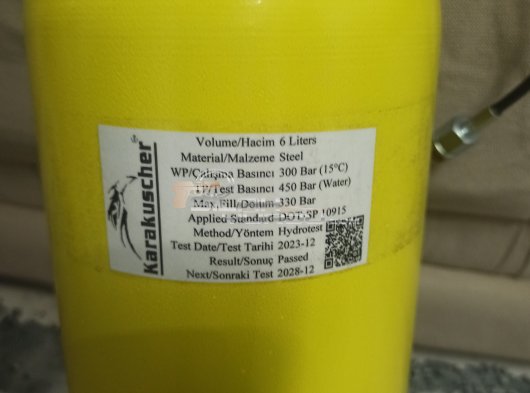 Karakuscher
Volume/Hacim 6 Liters
Material/Malzeme Steel
WP/Çalışma Basıncı 300 Bar (15°C)
TP/Test Basıncı 450 Bar (Water)
Max.Fill/Dolum 330 Bar
Applied Standard DOT-SP 10915
Method/Yöntem Hydrotest
Test Date/Test Tarihi 2023-12
Result/Sonuç Passed
Next/Sonraki Test 2028-12